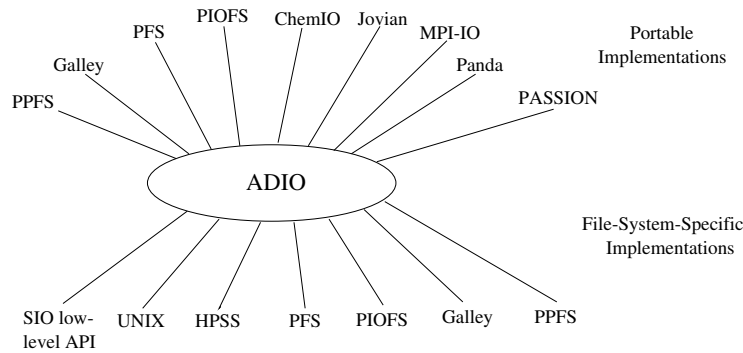 PIOFS
ChemIO
Jovian
PFS
MPI-IO
Portable
Implementations
Galley
Panda
PPFS
PASSION
ADIO
File-System-Specific
Implementations
SIO low-
level API
UNIX
HPSS
PFS
PIOFS
Galley
PPFS